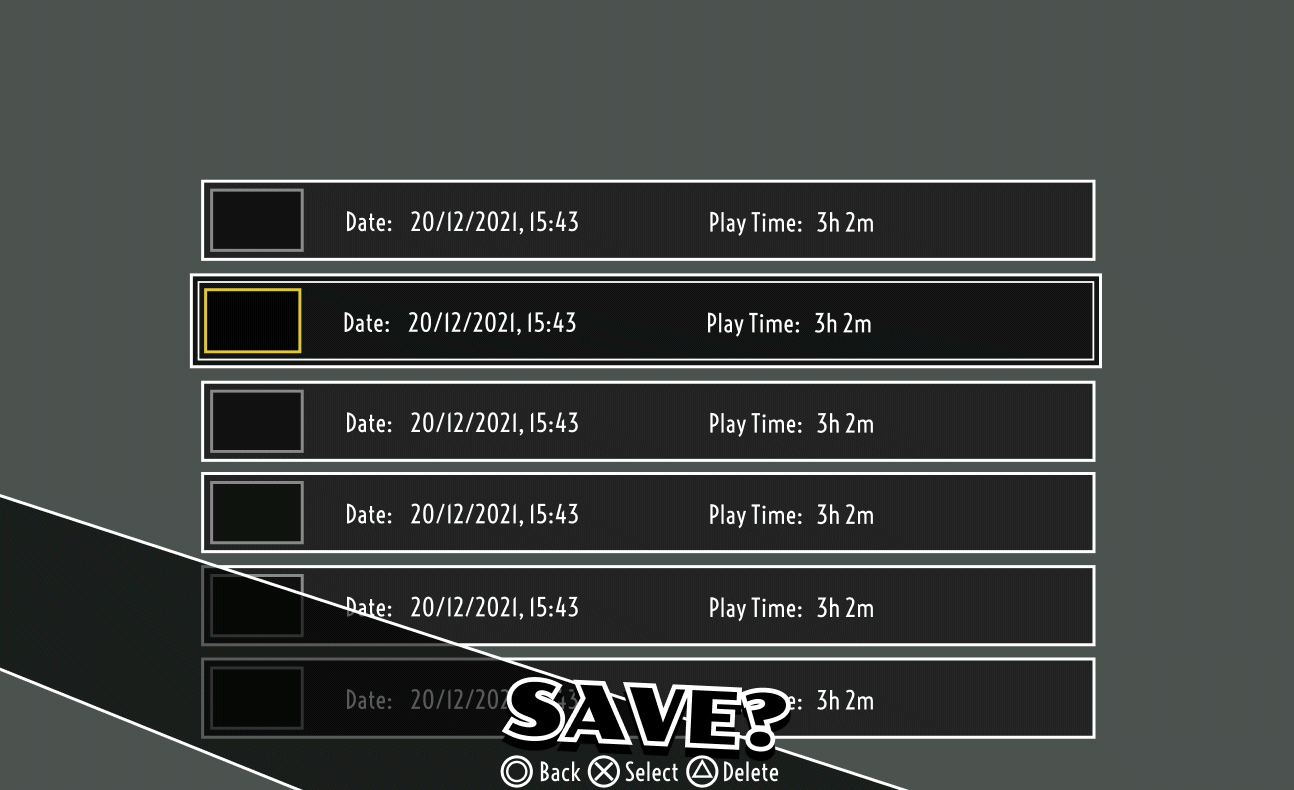 Date: 20/12/2021, 15:43 Play Time: 3h 2m
Date: 20/12/2021, 15:43 Play Time: 3h 2m
Date: 20/12/2021, 15:43 Play Time: 3h 2m
Date: 20/12/2021, 15:43 Play Time: 3h 2m
Date: 20/12/2021, 15:43 Play Time: 3h 2m
Date: 3h 2m
SAVE?
Back Select Delete